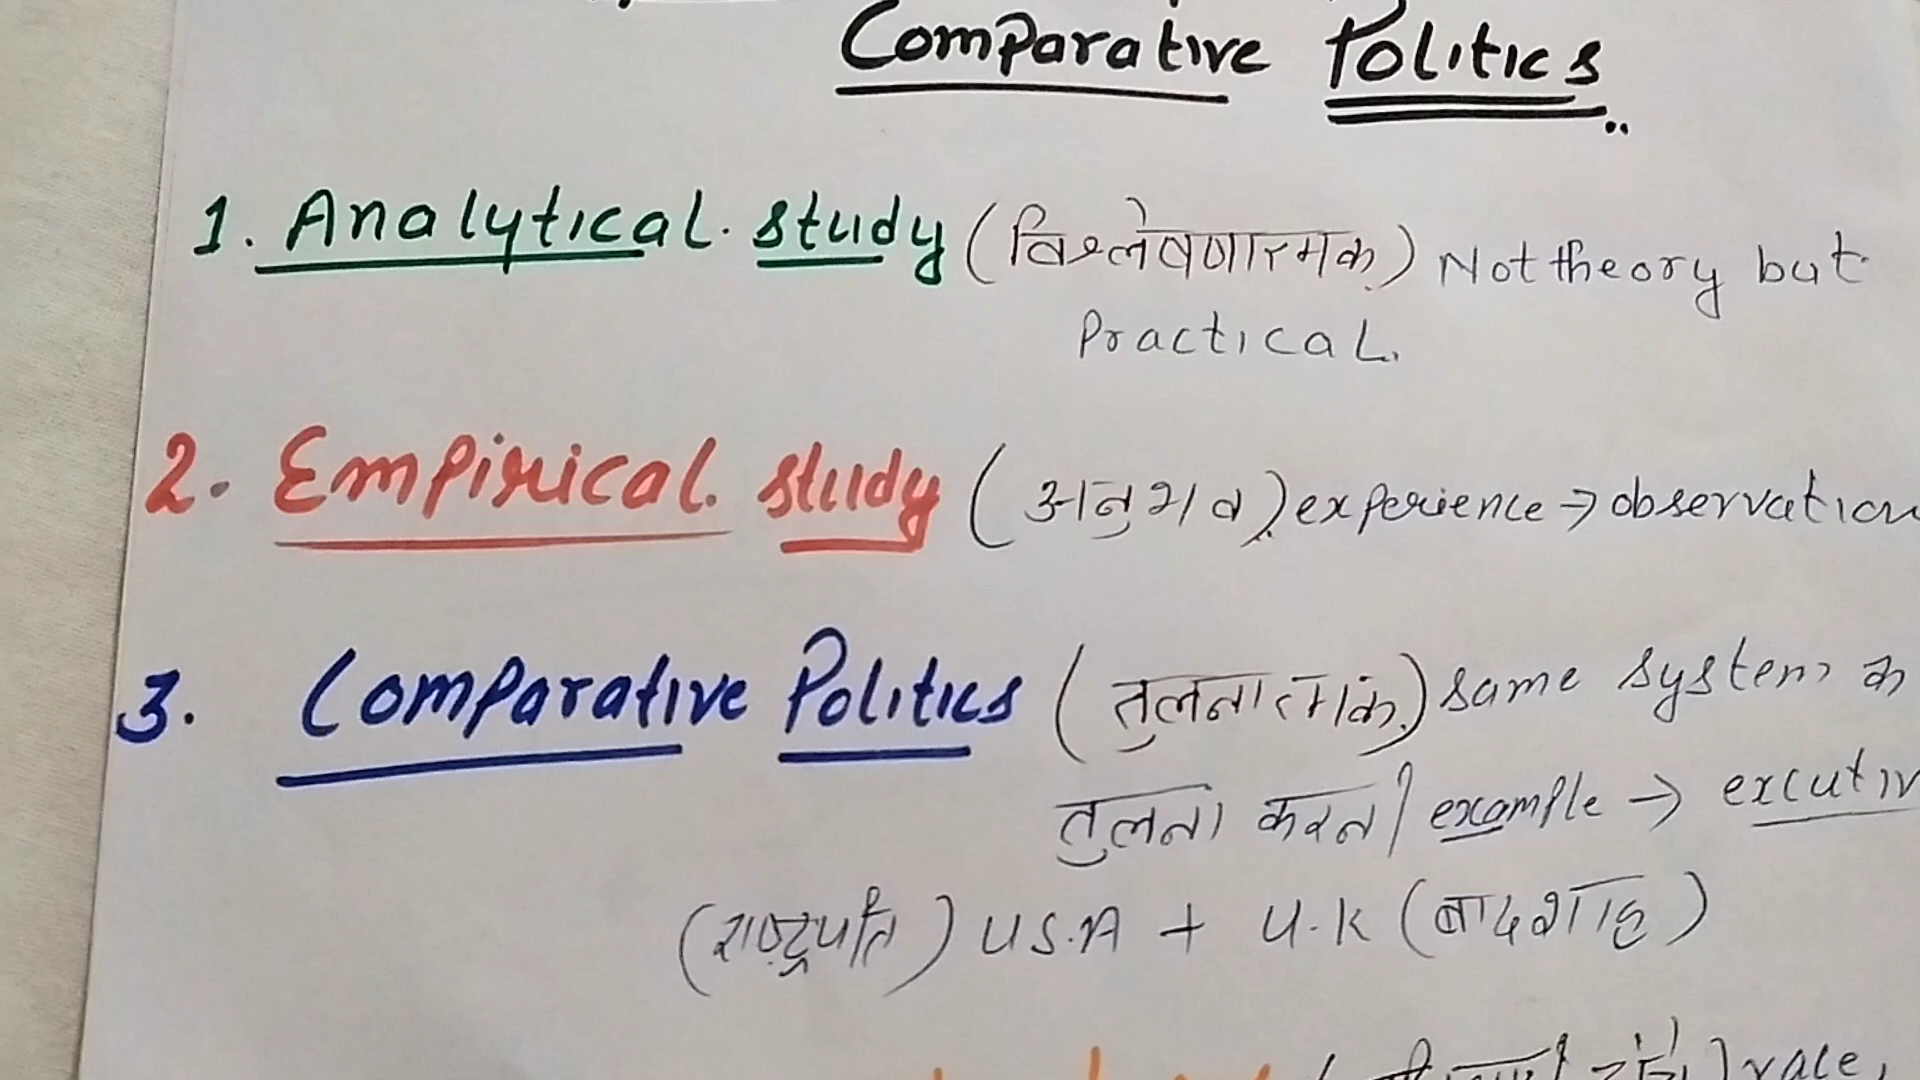 Comparative Politics
1. Analytical study (विश्लेषणात्मक) Not theory but
Practical.
2. Empirical study (अनुभव) experience → observation
3. Comparative Politics (तुलनात्मक) same system क
तुलना करना example → excutiv
(राष्ट्रपति) U.S.A + U.K (बादशाह)